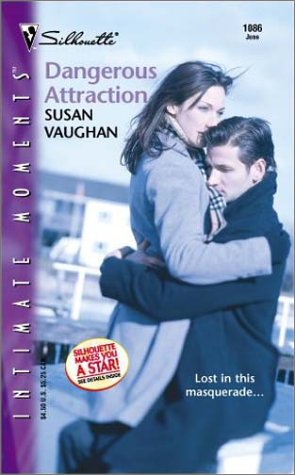 Silhouette®
1086
June
Dangerous
Attraction
SUSAN
VAUGHAN
INTIMATE MOMENTS™
SILHOUETTE
MAKES YOU
A STAR!
SEE DETAILS INSIDE
Lost in this
masquerade...